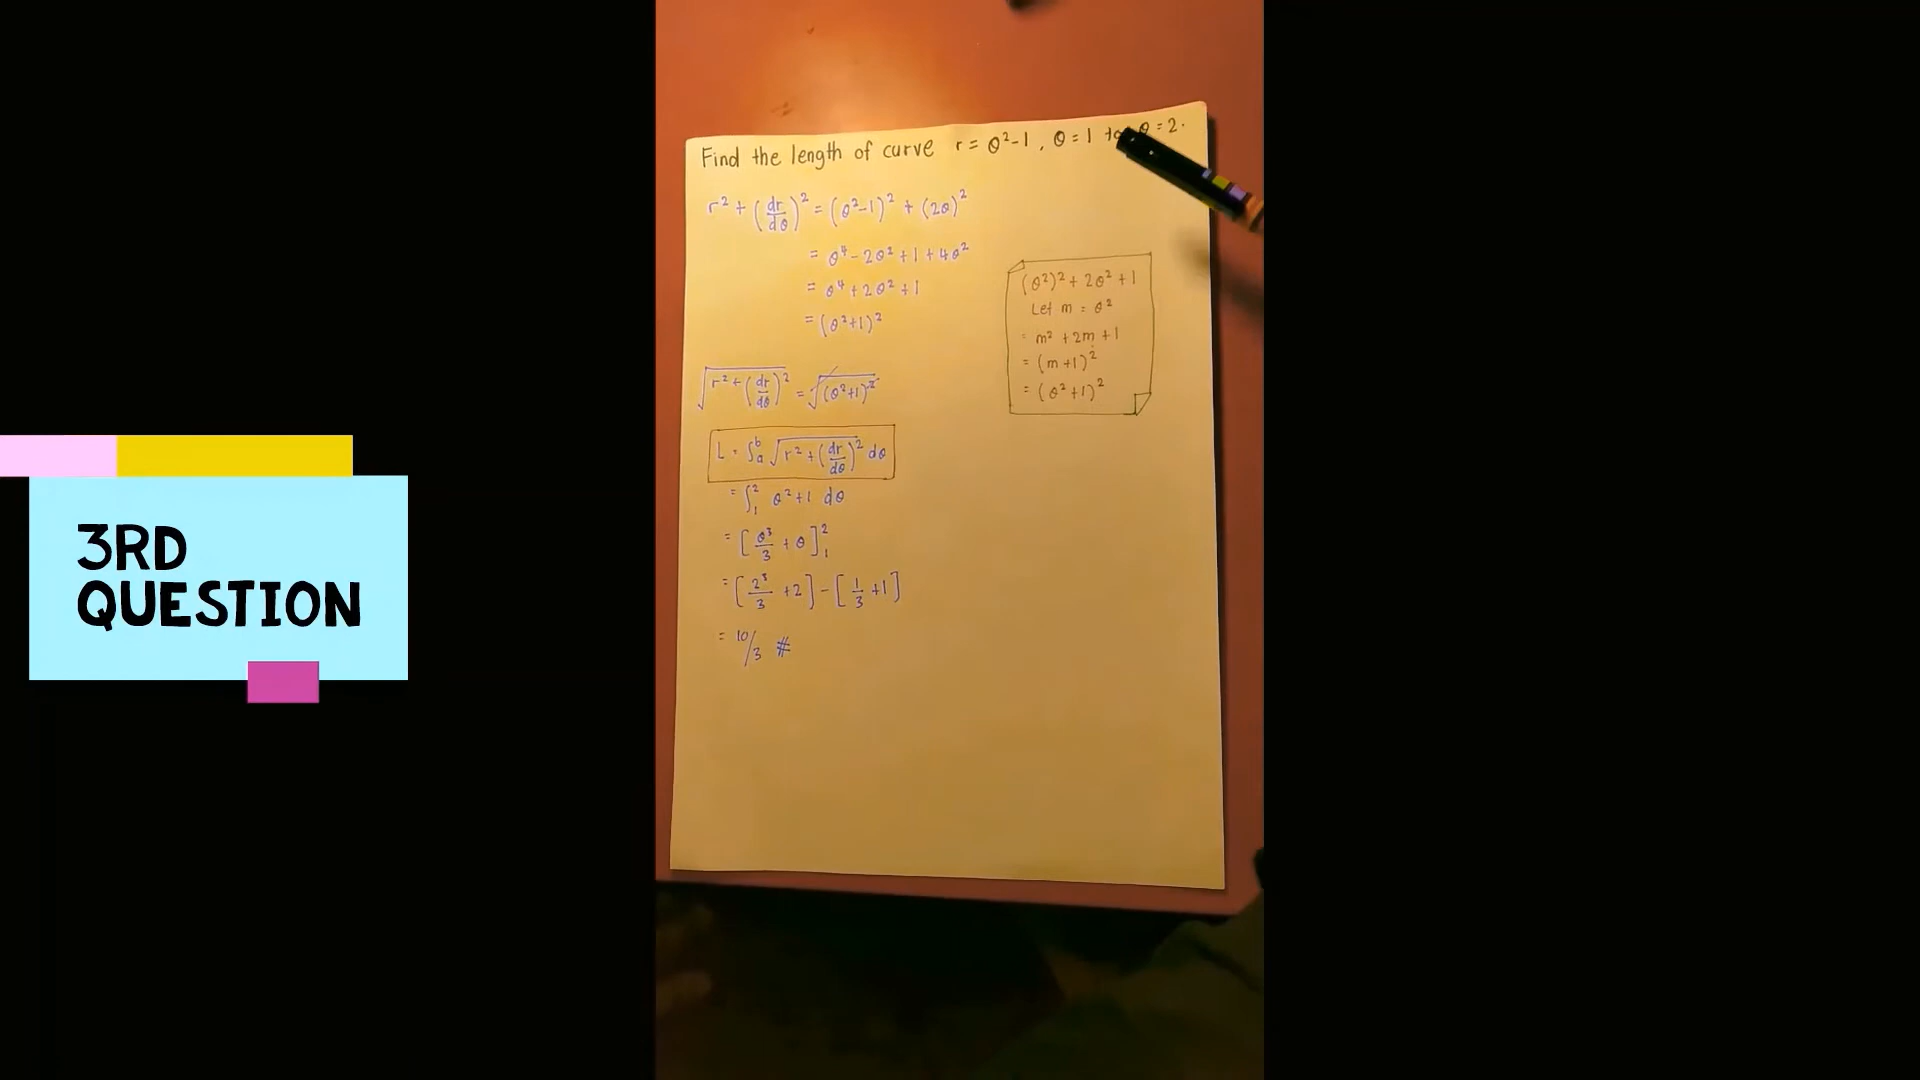 3RD
QUESTION
Find the length of curve r = θ²-1, θ=1 to θ=2.
r² + (dr/dθ)² = (θ²-1)² + (2θ)²
= θ⁴ - 2θ² + 1 + 4θ²
= θ⁴ + 2θ² + 1
= (θ²+1)²
√(r² + (dr/dθ)²) = √(θ²+1)²
L = ∫ₐᵇ √(r² + (dr/dθ)²) dθ
= ∫₁² θ²+1 dθ
= [θ³/3 + θ]₁²
= [2³/3 + 2] - [1/3 + 1]
= 10/3 #
(θ²)² + 2θ² + 1
Let m = θ²
= m² + 2m + 1
= (m+1)²
= (θ²+1)²